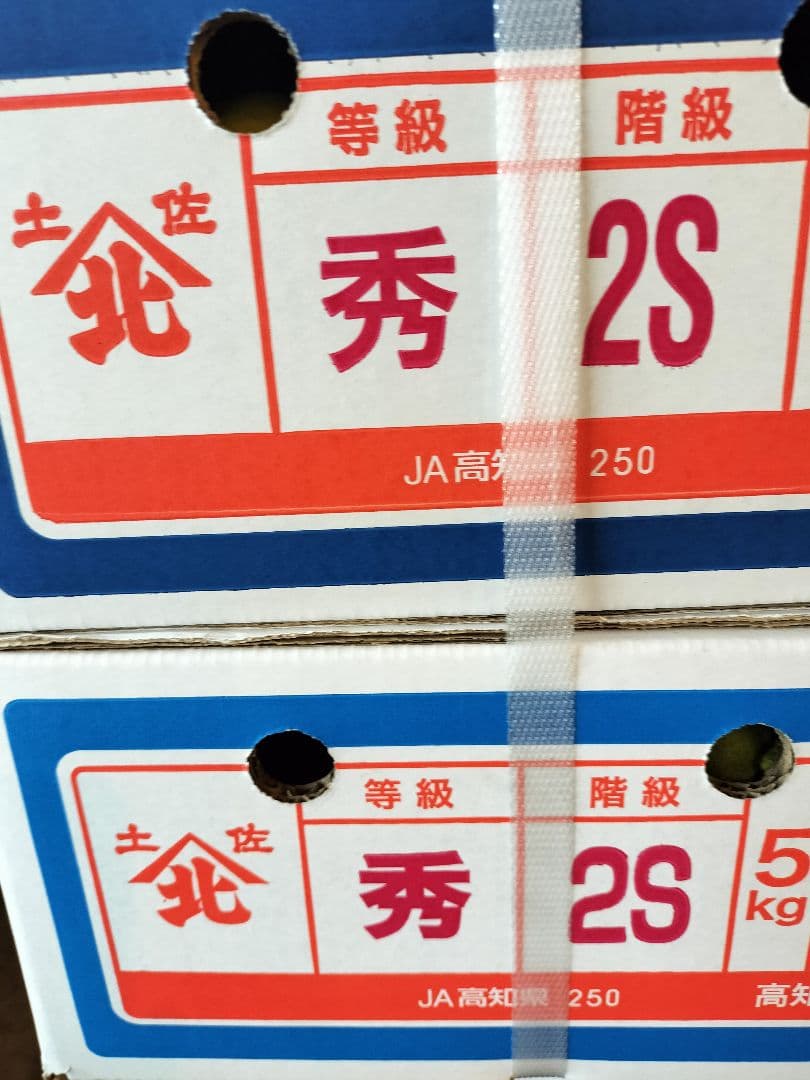 等級 階級
土佐
北
秀 2S
JA高知 250
等級 階級
土佐
北
秀 2S
5
kg
JA高知県 250 高知